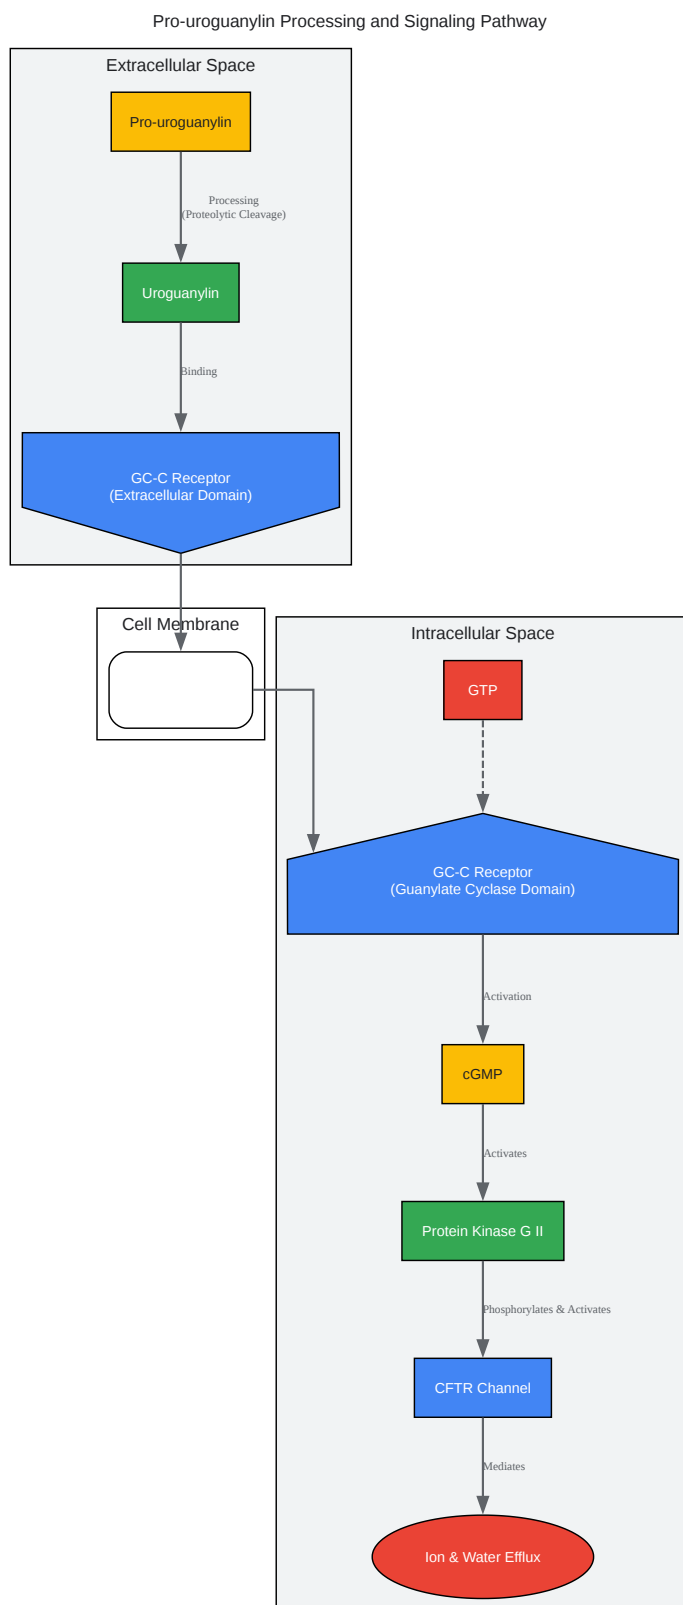 Pro-uroguanylin Processing and Signaling Pathway
Extracellular Space
Pro-uroguanylin
Processing
(Proteolytic Cleavage)
Uroguanylin
Binding
GC-C Receptor
(Extracellular Domain)
Cell Membrane
Intracellular Space
GTP
GC-C Receptor
(Guanylate Cyclase Domain)
Activation
cGMP
Activates
Protein Kinase G II
Phosphorylates & Activates
CFTR Channel
Mediates
Ion & Water Efflux